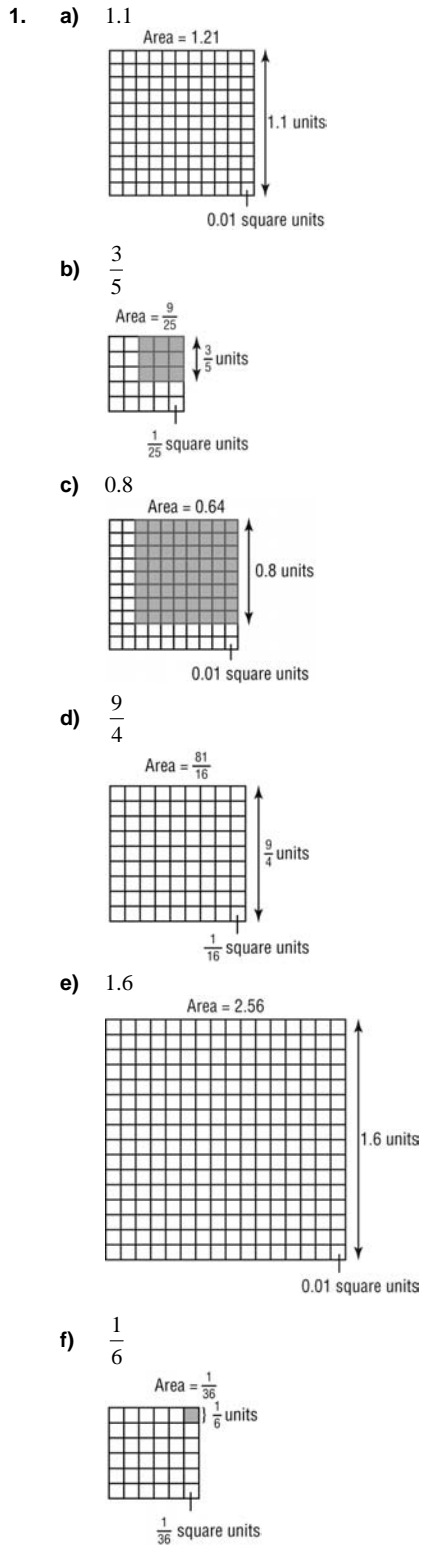 1. a) 1.1
Area = 1.21
1.1 units
0.01 square units
b) 3/5
Area = 9/25
3/5 units
1/25 square units
c) 0.8
Area = 0.64
0.8 units
0.01 square units
d) 9/4
Area = 81/16
9/4 units
1/16 square units
e) 1.6
Area = 2.56
1.6 units
0.01 square units
f) 1/6
Area = 1/36
} 1/6 units
1/36 square units